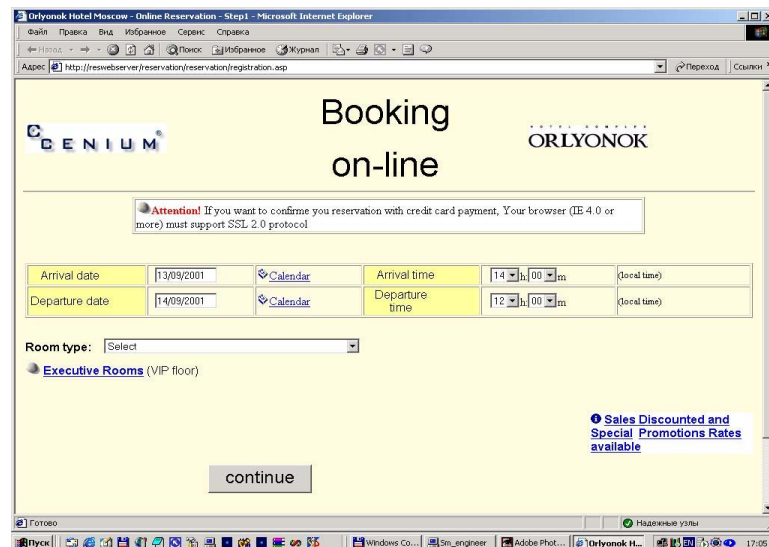 Orlyonok Hotel Moscow - Online Reservation - Step1 - Microsoft Internet Explorer
Файл Правка Вид Избранное Сервис Справка
Назад Поиск Избранное Журнал
Адрес http://reswebserver/reservation/reservation/registration.asp Переход Ссылки
CENIUM
Booking
on-line
HOTEL COMPLEX
ORLYONOK
Attention! If you want to confirme you reservation with credit card payment, Your browser (IE 4.0 or
more) must support SSL 2.0 protocol
Arrival date 13/09/2001 Calendar Arrival time 14 h: 00 m (local time)
Departure date 14/09/2001 Calendar Departure time 12 h: 00 m (local time)
Room type: Select
Executive Rooms (VIP floor)
Sales Discounted and
Special Promotions Rates
available
continue
Готово Надежные узлы
Пуск Windows Co... Sm_engineer Adobe Phot... Orlyonok H... EN 17:05